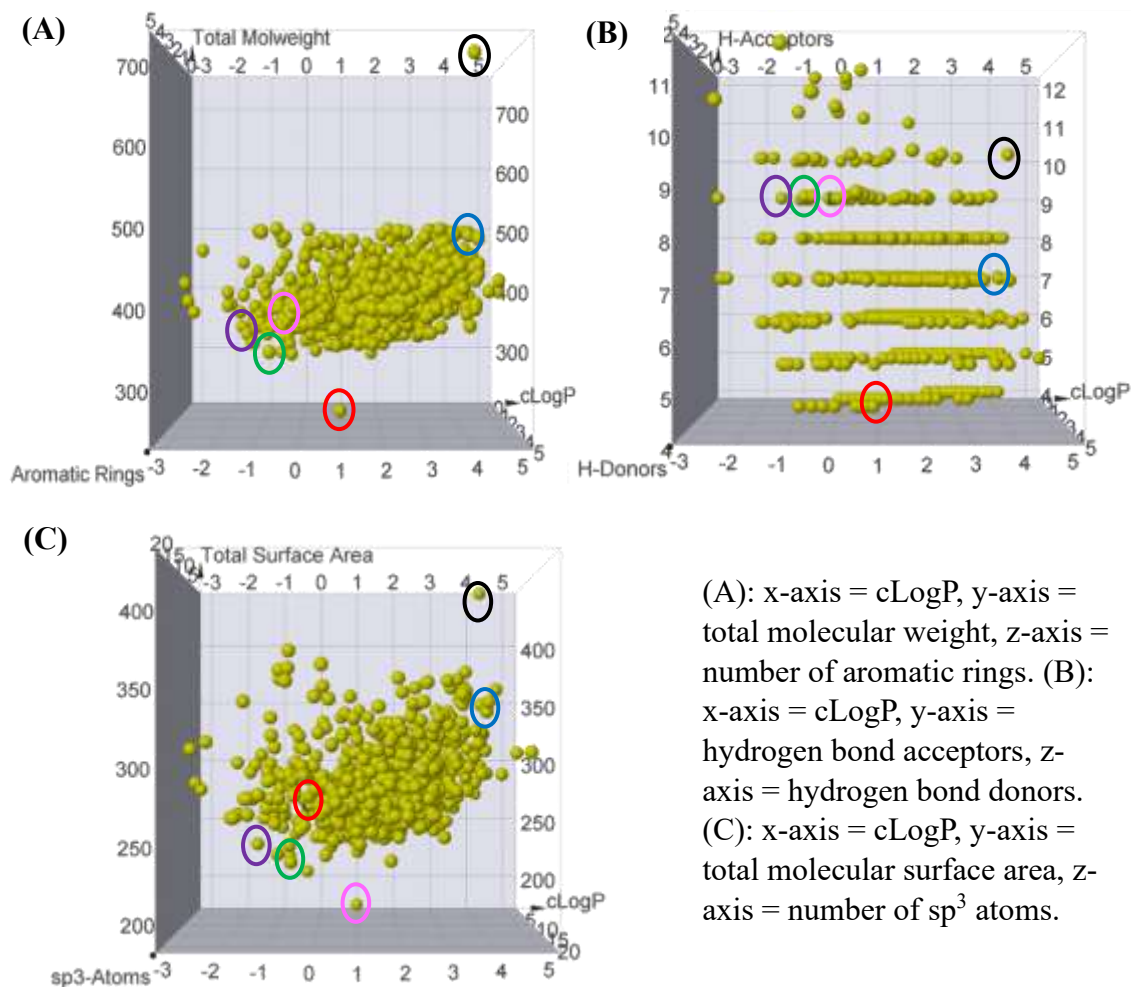 (A)
Total Molweight
-3 -2 -1 0 1 2 3 4 5
700
600
500
400
300
700
600
500
400
300
cLogP
Aromatic Rings
-3 -2 -1 0 1 2 3 4 5
(B)
H-Acceptors
-3 -2 -1 0 1 2 3 4 5
11
10
9
8
7
6
5
12
11
10
9
8
7
6
5
4
cLogP
H-Donors
-3 -2 -1 0 1 2 3 4 5
(C)
20
Total Surface Area
-3 -2 -1 0 1 2 3 4 5
400
350
300
250
200
400
350
300
250
200
cLogP
sp3-Atoms
-3 -2 -1 0 1 2 3 4 5
20
(A): x-axis = cLogP, y-axis =
total molecular weight, z-axis =
number of aromatic rings. (B):
x-axis = cLogP, y-axis =
hydrogen bond acceptors, z-
axis = hydrogen bond donors.
(C): x-axis = cLogP, y-axis =
total molecular surface area, z-
axis = number of sp³ atoms.